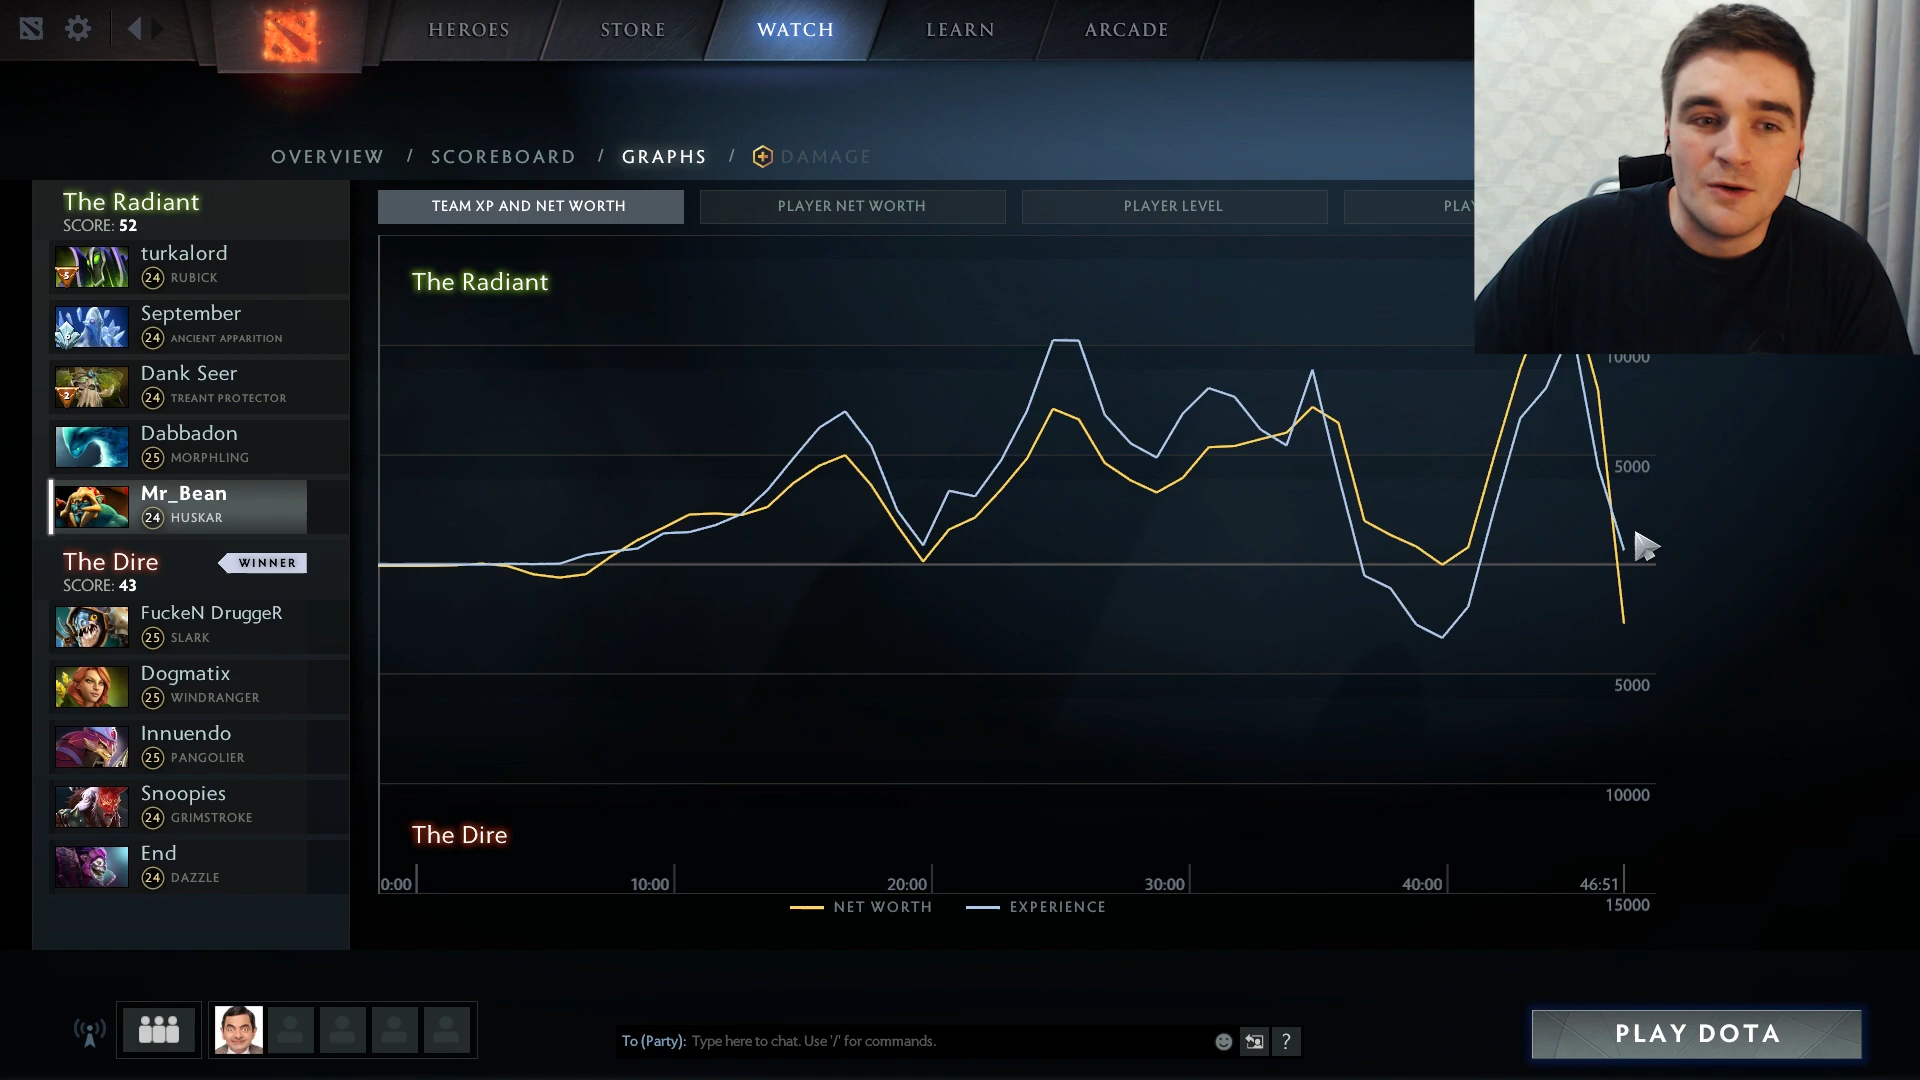 HEROES
STORE
WATCH
LEARN
ARCADE
OVERVIEW / SCOREBOARD / GRAPHS / DAMAGE
The Radiant
SCORE: 52
turkalord
5
24 RUBICK
September
24 ANCIENT APPARITION
Dank Seer
2
24 TREANT PROTECTOR
Dabbadon
25 MORPHLING
Mr_Bean
24 HUSKAR
The Dire
WINNER
SCORE: 43
FuckeN DruggeR
25 SLARK
Dogmatix
25 WINDRANGER
Innuendo
25 PANGOLIER
Snoopies
24 GRIMSTROKE
End
24 DAZZLE
TEAM XP AND NET WORTH
PLAYER NET WORTH
PLAYER LEVEL
PLA
The Radiant
10000
5000
5000
10000
The Dire
0:00
10:00
20:00
30:00
40:00
46:51
15000
NET WORTH
EXPERIENCE
To (Party): Type here to chat. Use '/' for commands.
?
PLAY DOTA